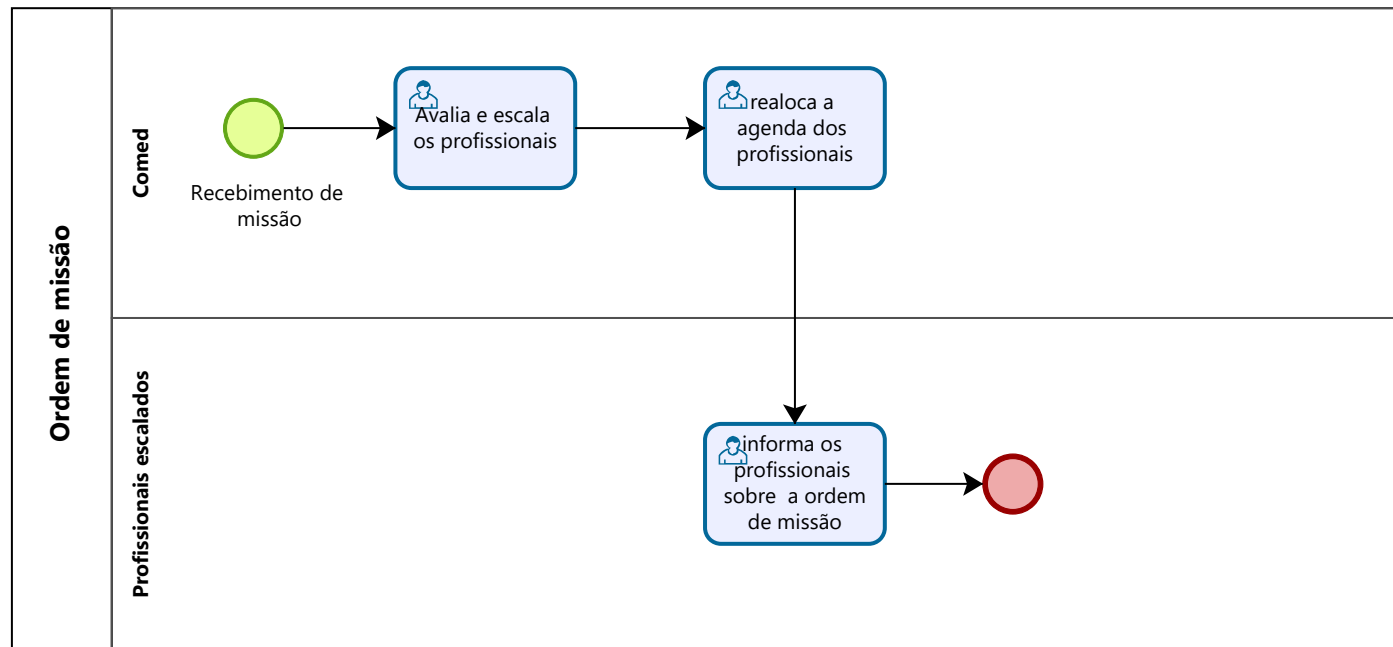 Ordem de missão
Comed
Recebimento de
missão
Avalia e escala
os profissionais
realoca a
agenda dos
profissionais
Profissionais escalados
informa os
profissionais
sobre  a ordem
de missão